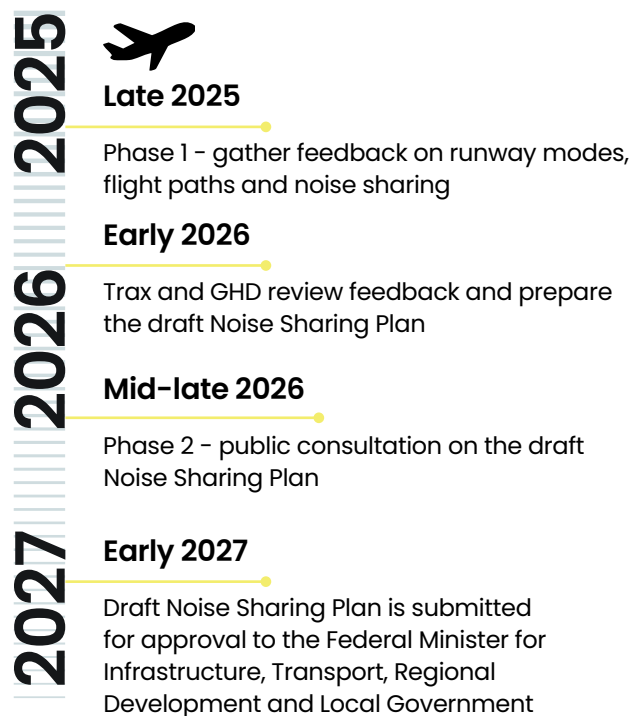 2025
Late 2025
Phase 1 - gather feedback on runway modes,
flight paths and noise sharing
Early 2026
2026
Trax and GHD review feedback and prepare
the draft Noise Sharing Plan
Mid-late 2026
Phase 2 - public consultation on the draft
Noise Sharing Plan
2027
Early 2027
Draft Noise Sharing Plan is submitted
for approval to the Federal Minister for
Infrastructure, Transport, Regional
Development and Local Government